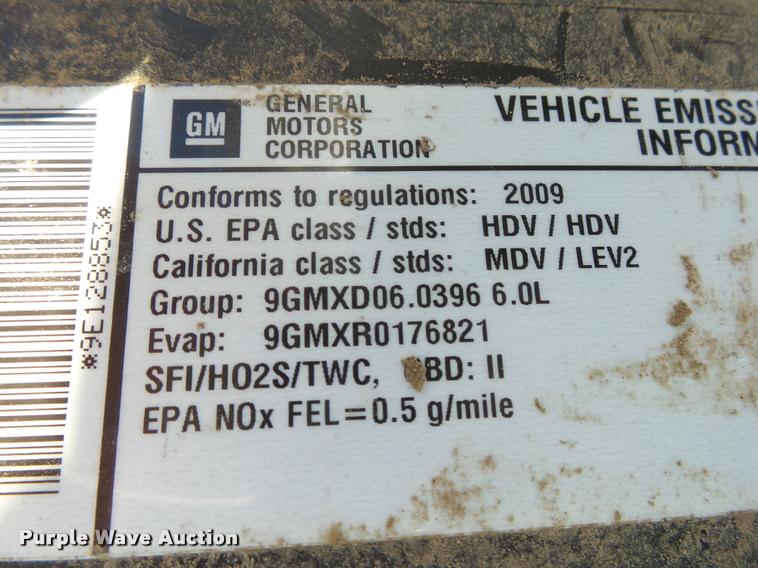 GM
GENERAL
MOTORS
CORPORATION
VEHICLE EMISS
INFORM
Conforms to regulations: 2009
U.S. EPA class / stds: HDV / HDV
California class / stds: MDV / LEV2
Group: 9GMXD06.0396 6.0L
Evap: 9GMXR0176821
SFI/HO2S/TWC, BD: II
EPA NOx FEL=0.5 g/mile
*9E128853*
Purple Wave Auction